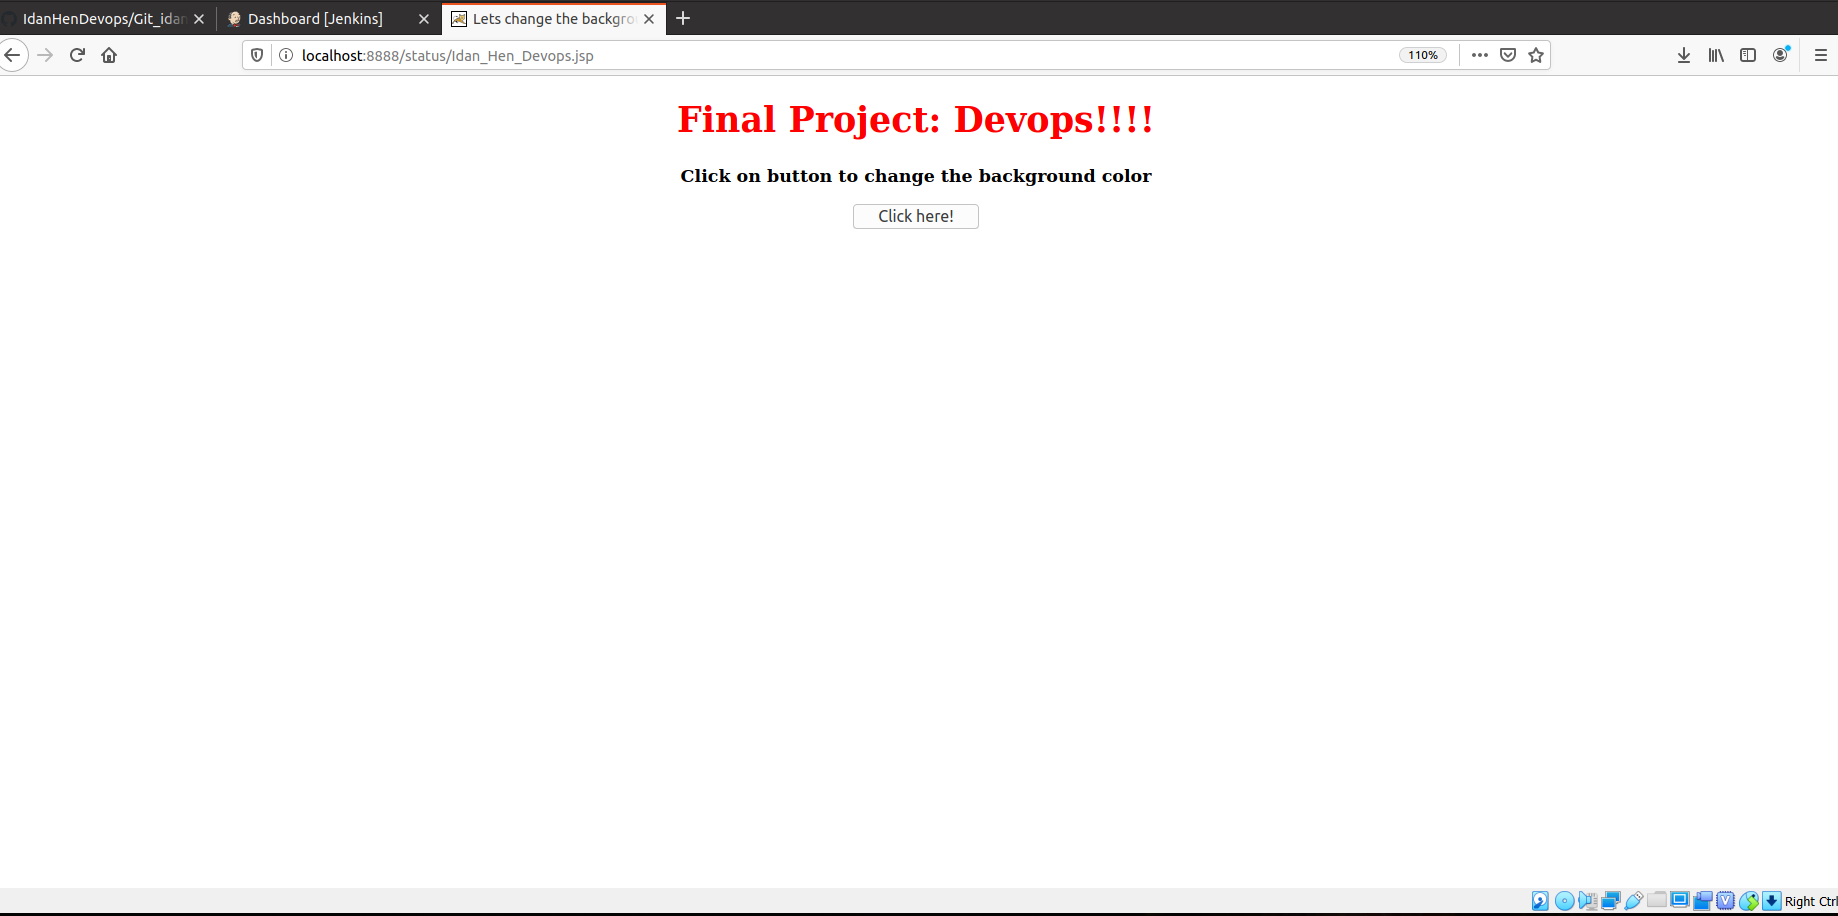 IdanHenDevops/Git_idan
Dashboard [Jenkins]
Lets change the backgro
localhost:8888/status/Idan_Hen_Devops.jsp
110%
Final Project: Devops!!!!
Click on button to change the background color
Click here!
Right Ctrl